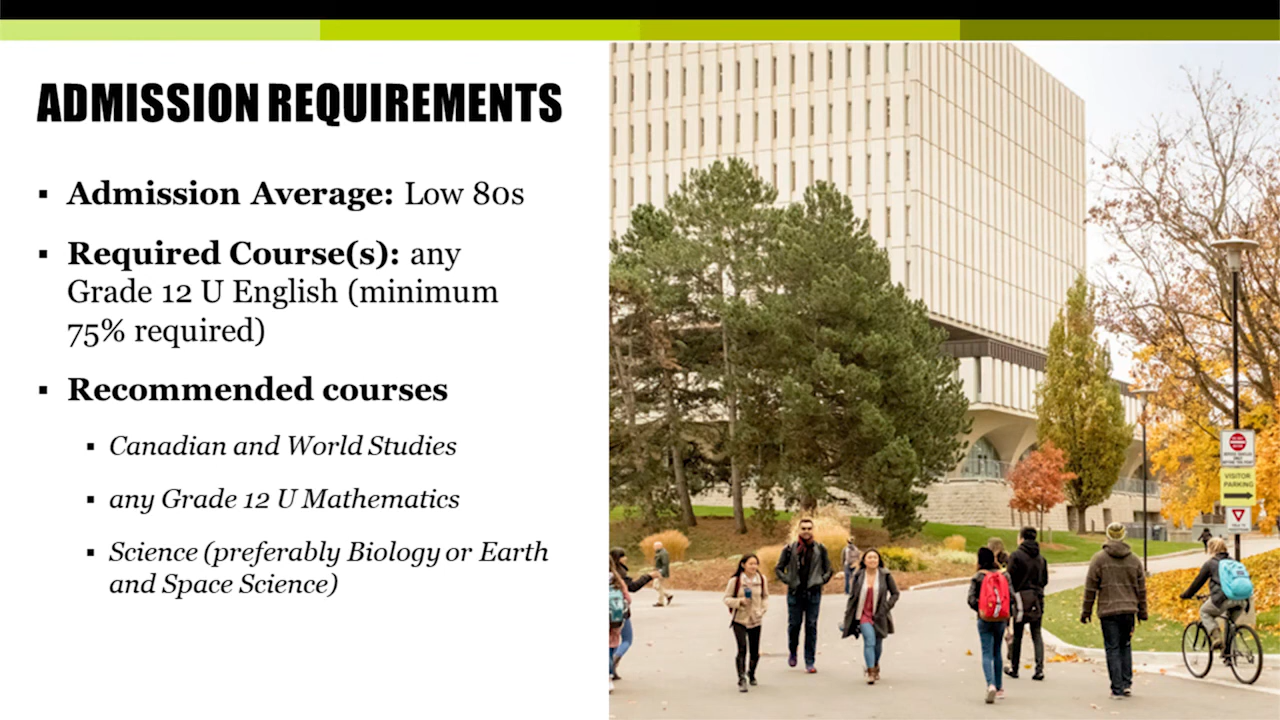 ADMISSION REQUIREMENTS
▪ Admission Average: Low 80s
▪ Required Course(s): any
Grade 12 U English (minimum
75% required)
▪ Recommended courses
▪ Canadian and World Studies
▪ any Grade 12 U Mathematics
▪ Science (preferably Biology or Earth
and Space Science)
VISITOR
PARKING